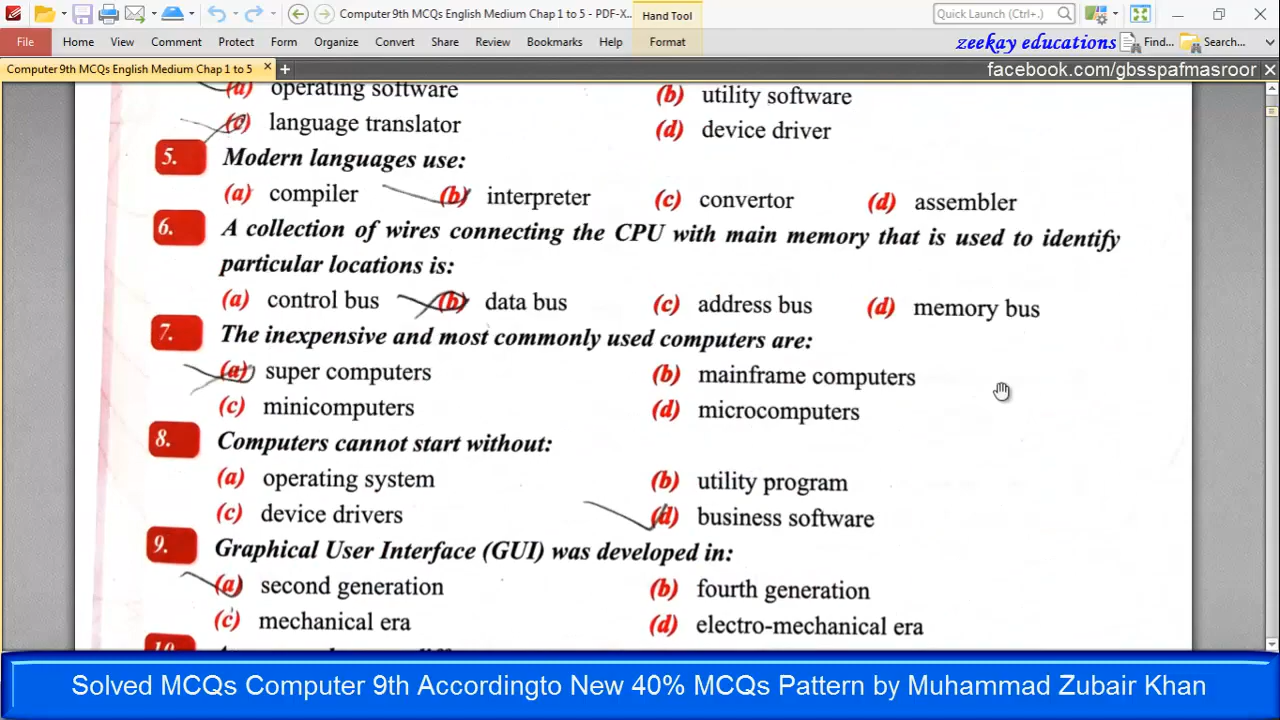 Computer 9th MCQs English Medium Chap 1 to 5 - PDF-X...
Hand Tool
Quick Launch (Ctrl+.)
File Home View Comment Protect Form Organize Convert Share Review Bookmarks Help Format
zeekay educations
Find... Search...
Computer 9th MCQs English Medium Chap 1 to 5
facebook.com/gbsspafmasroor
(a) operating software (b) utility software
(c) language translator (d) device driver
5. Modern languages use:
(a) compiler (b) interpreter (c) convertor (d) assembler
6. A collection of wires connecting the CPU with main memory that is used to identify
particular locations is:
(a) control bus (b) data bus (c) address bus (d) memory bus
7. The inexpensive and most commonly used computers are:
(a) super computers (b) mainframe computers
(c) minicomputers (d) microcomputers
8. Computers cannot start without:
(a) operating system (b) utility program
(c) device drivers (d) business software
9. Graphical User Interface (GUI) was developed in:
(a) second generation (b) fourth generation
(c) mechanical era (d) electro-mechanical era
Solved MCQs Computer 9th Accordingto New 40% MCQs Pattern by Muhammad Zubair Khan